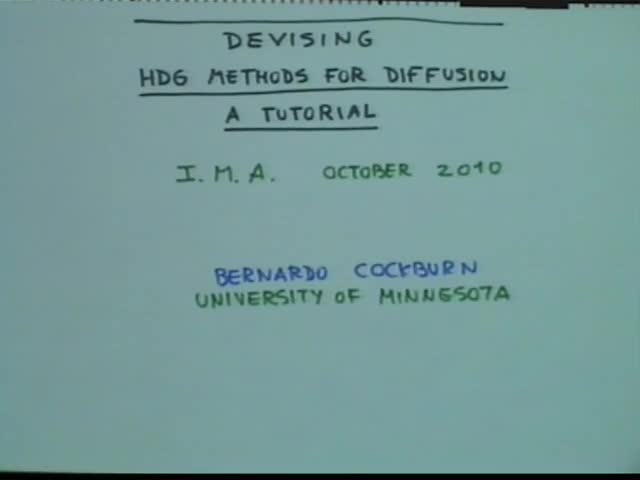 DEVISING
HDG METHODS FOR DIFFUSION
A TUTORIAL
I. M. A. OCTOBER 2010
BERNARDO COCKBURN
UNIVERSITY OF MINNESOTA